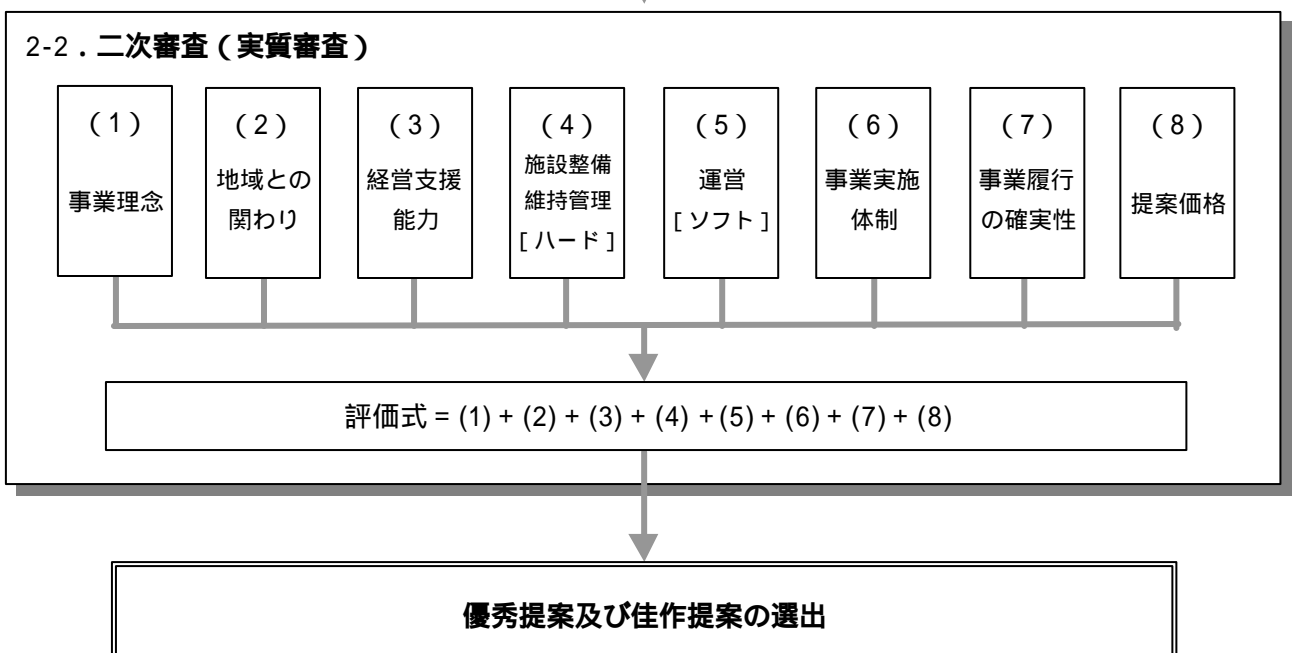 2-2．二次審査（実質審査）
（1）
事業理念
（2）
地域との
関わり
（3）
経営支援
能力
（4）
施設整備
維持管理
[ハード]
（5）
運営
[ソフト]
（6）
事業実施
体制
（7）
事業履行
の確実性
（8）
提案価格
評価式 = (1) + (2) + (3) + (4) +(5) + (6) + (7) + (8)
優秀提案及び佳作提案の選出